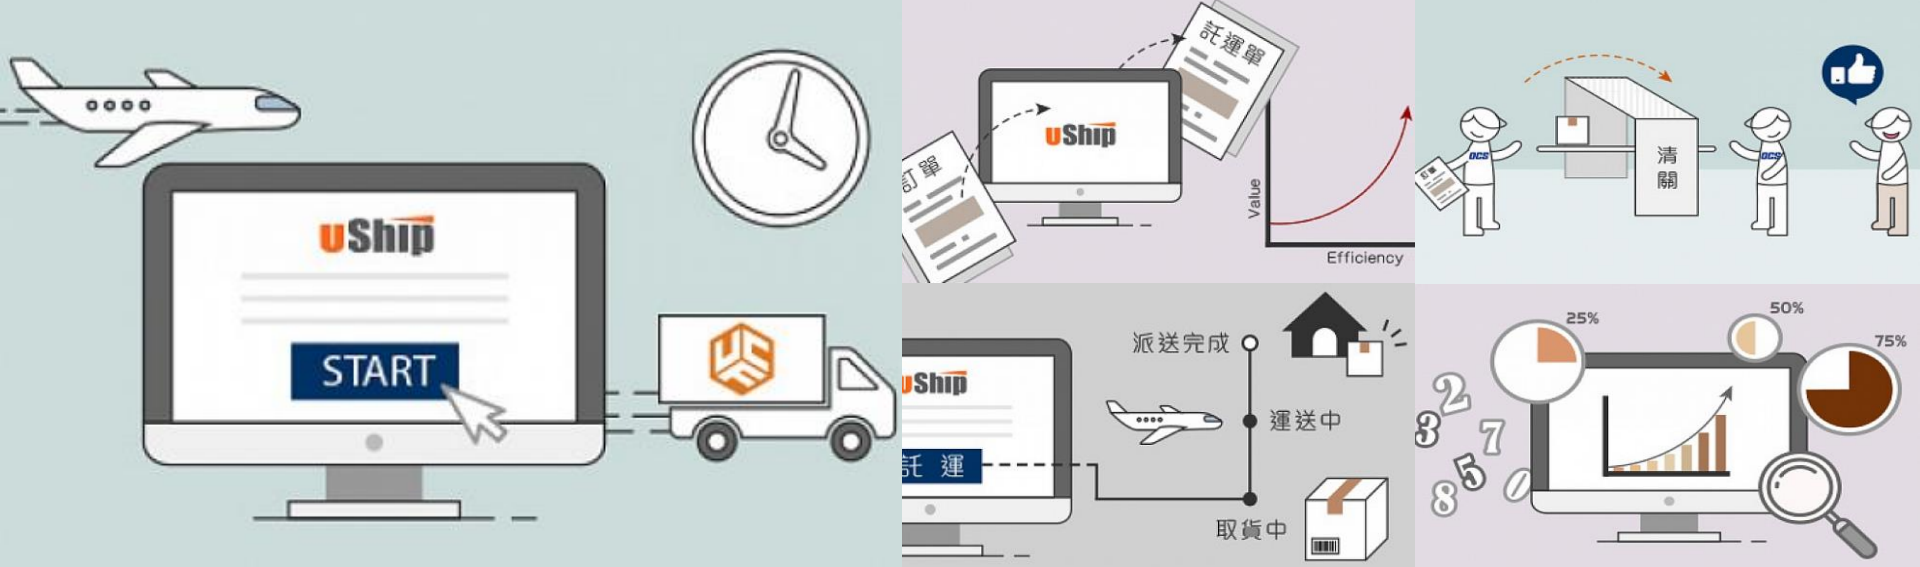 uShip
START
託運單
訂單
uShip
Value
Efficiency
OCS
訂單
清
關
OCS
uShip
託 運
派送完成
運送中
取貨中
25%
50%
75%
2
3
7
5
8
0